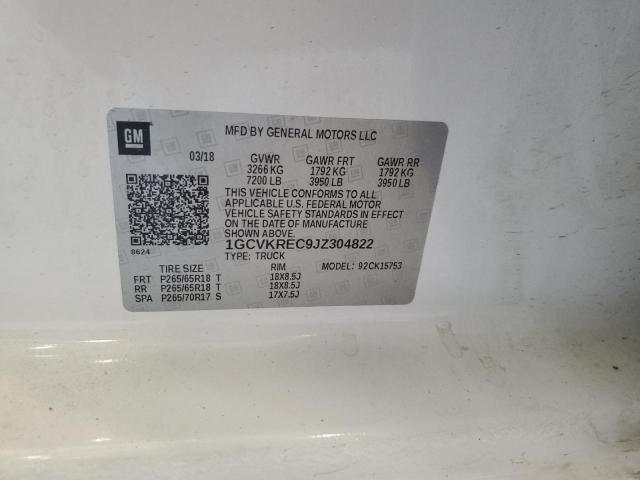 GM
MFD BY GENERAL MOTORS LLC
03/18 GVWR GAWR FRT GAWR RR
3266 KG 1792 KG 1792 KG
7200 LB 3950 LB 3950 LB
THIS VEHICLE CONFORMS TO ALL
APPLICABLE U.S. FEDERAL MOTOR
VEHICLE SAFETY STANDARDS IN EFFECT
ON THE DATE OF MANUFACTURE
SHOWN ABOVE.
8624 1GCVKREC9JZ304822
TYPE: TRUCK
TIRE SIZE RIM MODEL: 92CK15753
FRT P265/65R18 T 18X8.5J
RR P265/65R18 T 18X8.5J
SPA P265/70R17 S 17X7.5J